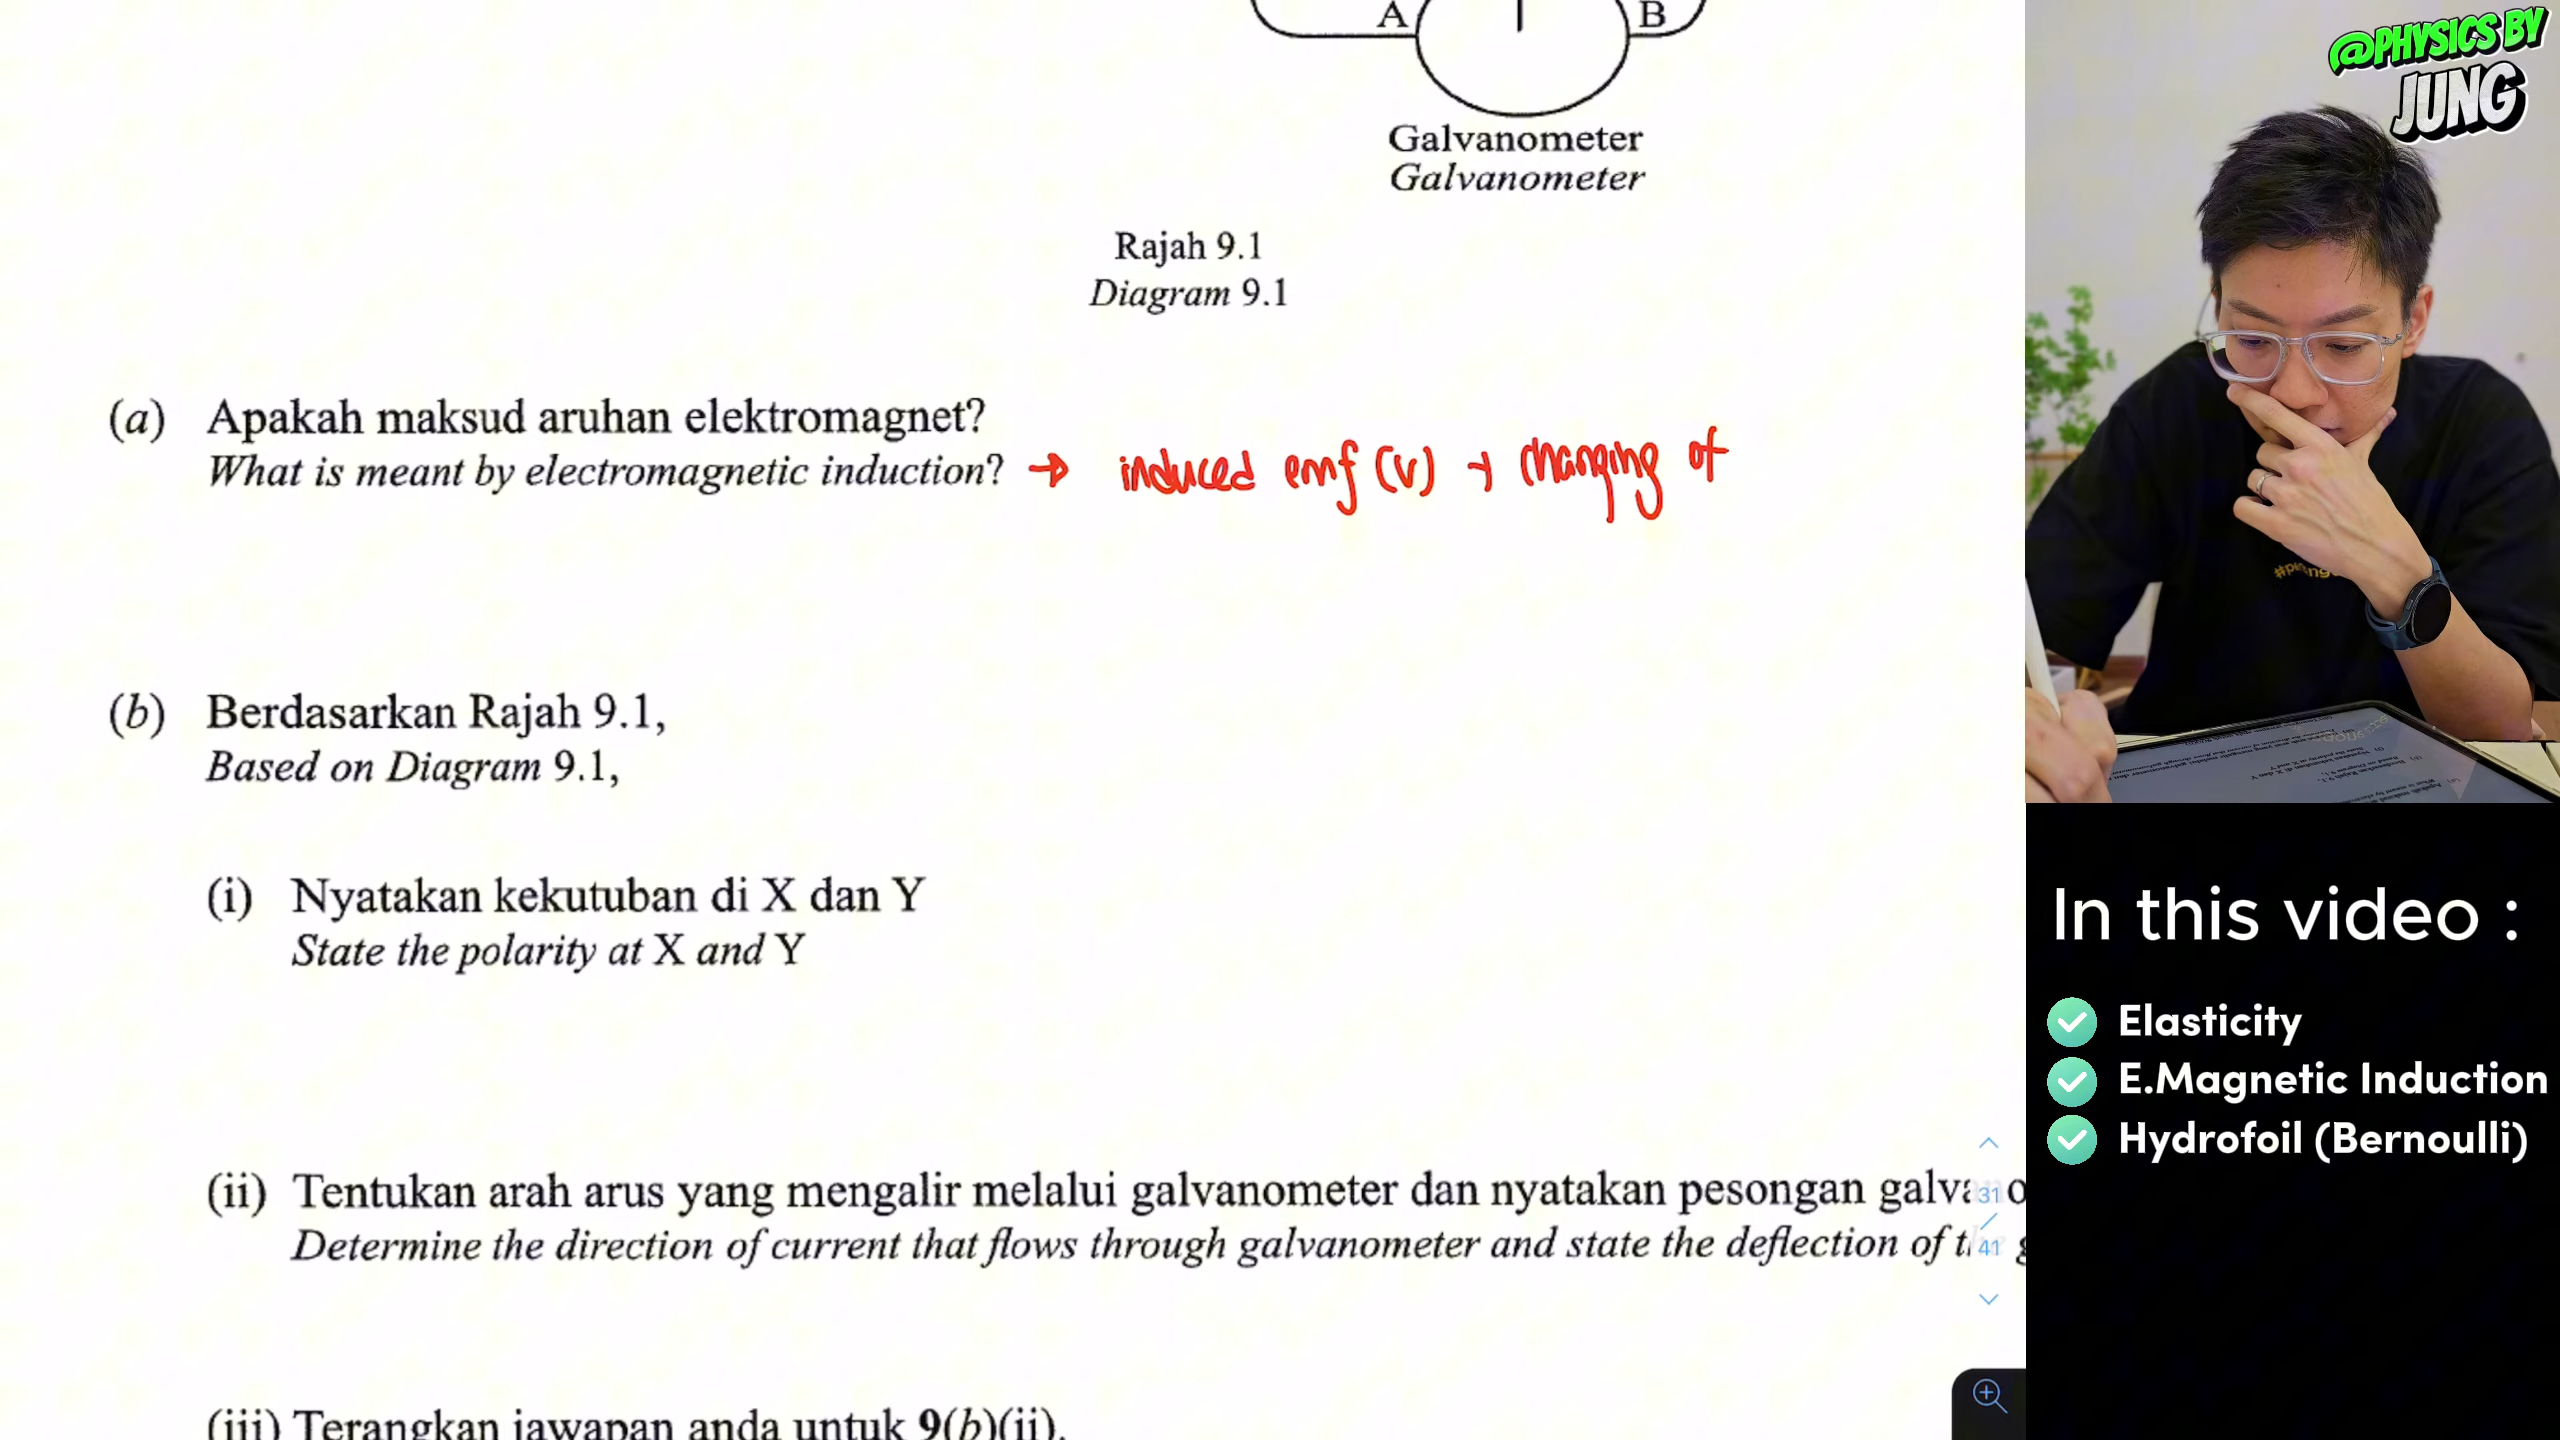 A B
Galvanometer
Galvanometer
Rajah 9.1
Diagram 9.1
(a) Apakah maksud aruhan elektromagnet?
What is meant by electromagnetic induction? → induced emf (v) → changing of
(b) Berdasarkan Rajah 9.1,
Based on Diagram 9.1,
(i) Nyatakan kekutuban di X dan Y
State the polarity at X and Y
(ii) Tentukan arah arus yang mengalir melalui galvanometer dan nyatakan pesongan
Determine the direction of current that flows through galvanometer and state the deflection of
31
41
(iii) Terangkan jawapan anda untuk 9(b)(ii).
@PHYSICS BY
JUNG
In this video :
Elasticity
E.Magnetic Induction
Hydrofoil (Bernoulli)